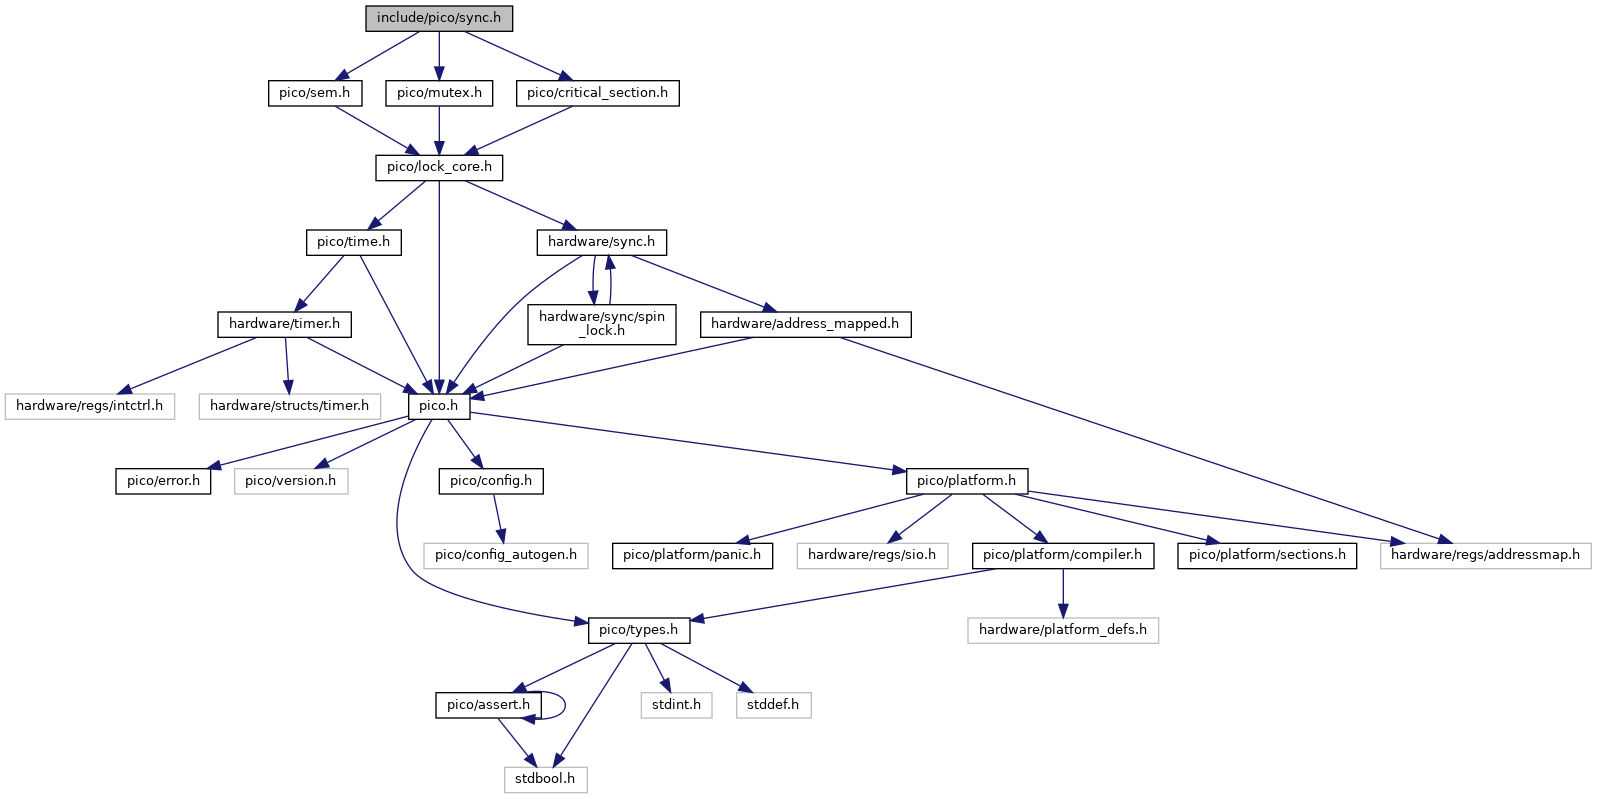 include/pico/sync.h
pico/sem.h
pico/mutex.h
pico/critical_section.h
pico/lock_core.h
pico/time.h
hardware/sync.h
hardware/timer.h
hardware/sync/spin
_lock.h
hardware/address_mapped.h
hardware/regs/intctrl.h
hardware/structs/timer.h
pico.h
pico/error.h
pico/version.h
pico/config.h
pico/platform.h
pico/config_autogen.h
pico/platform/panic.h
hardware/regs/sio.h
pico/platform/compiler.h
pico/platform/sections.h
hardware/regs/addressmap.h
pico/types.h
hardware/platform_defs.h
pico/assert.h
stdint.h
stddef.h
stdbool.h